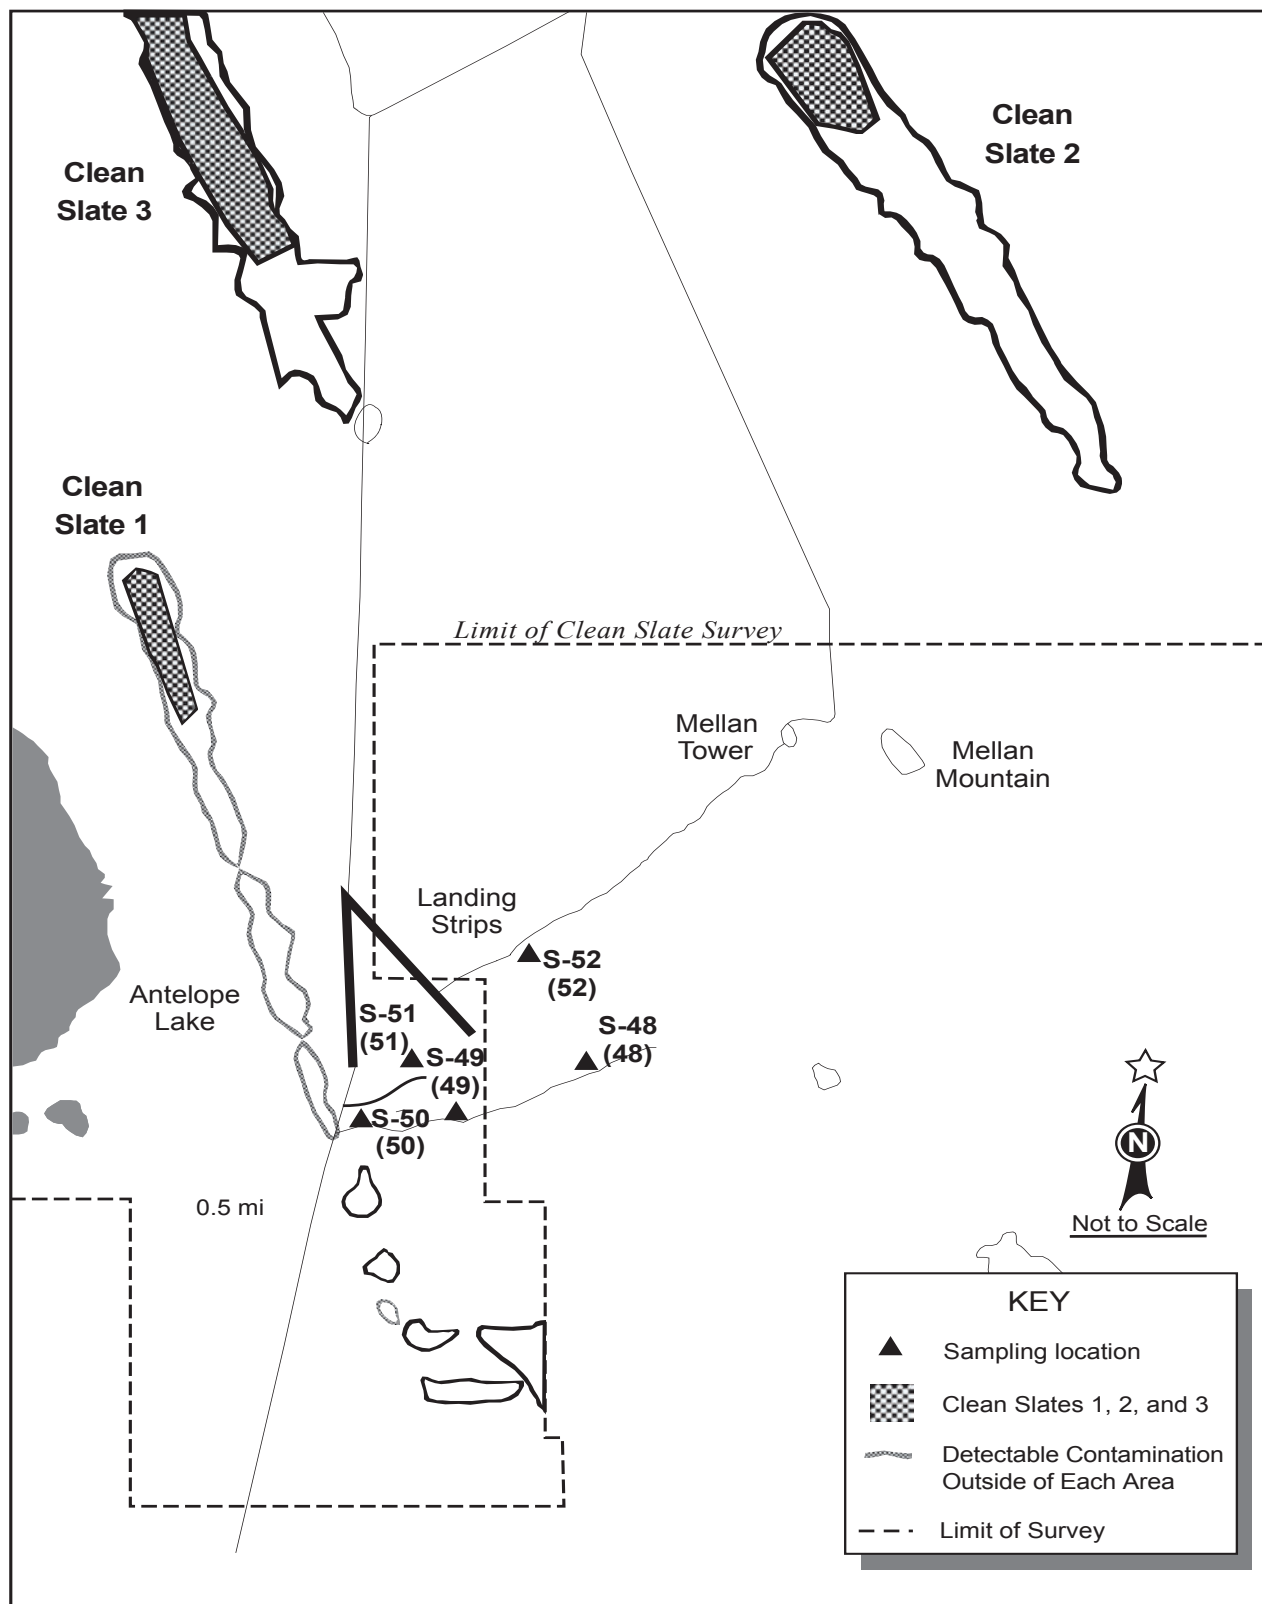 Clean
Slate 2
Clean
Slate 3
Clean
Slate 1
Limit of Clean Slate Survey
Mellan
Tower
Mellan
Mountain
Landing
Strips
S-52
(52)
Antelope
Lake
S-51
(51)
S-48
(48)
S-49
(49)
S-50
(50)
N
0.5 mi
Not to Scale
KEY
Sampling location
Clean Slates 1, 2, and 3
Detectable Contamination
Outside of Each Area
Limit of Survey